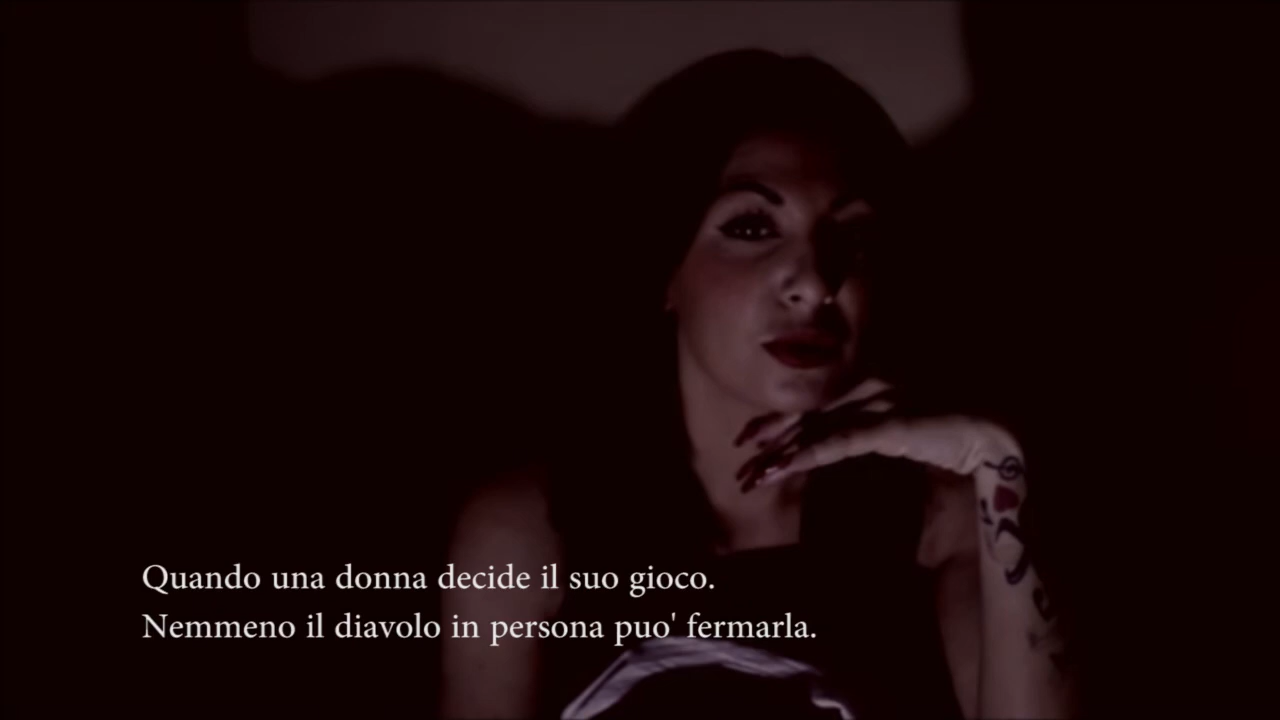 Quando una donna decide il suo gioco.
Nemmeno il diavolo in persona puo' fermarla.